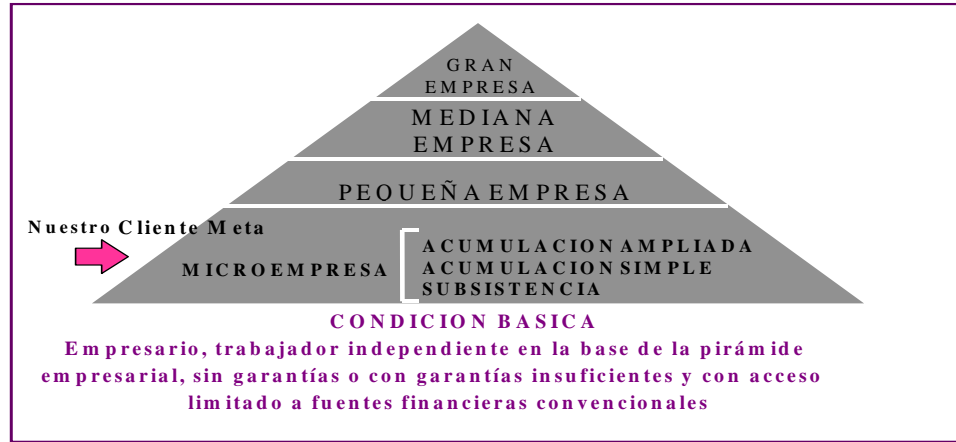 GRAN
EMPRESA
MEDIANA
EMPRESA
PEQUEÑA EMPRESA
Nuestro Cliente Meta
MICROEMPRESA
ACUMULACION AMPLIADA
ACUMULACION SIMPLE
SUBSISTENCIA
CONDICION BASICA
Empresario, trabajador independiente en la base de la pirámide
empresarial, sin garantías o con garantías insuficientes y con acceso
limitado a fuentes financieras convencionales